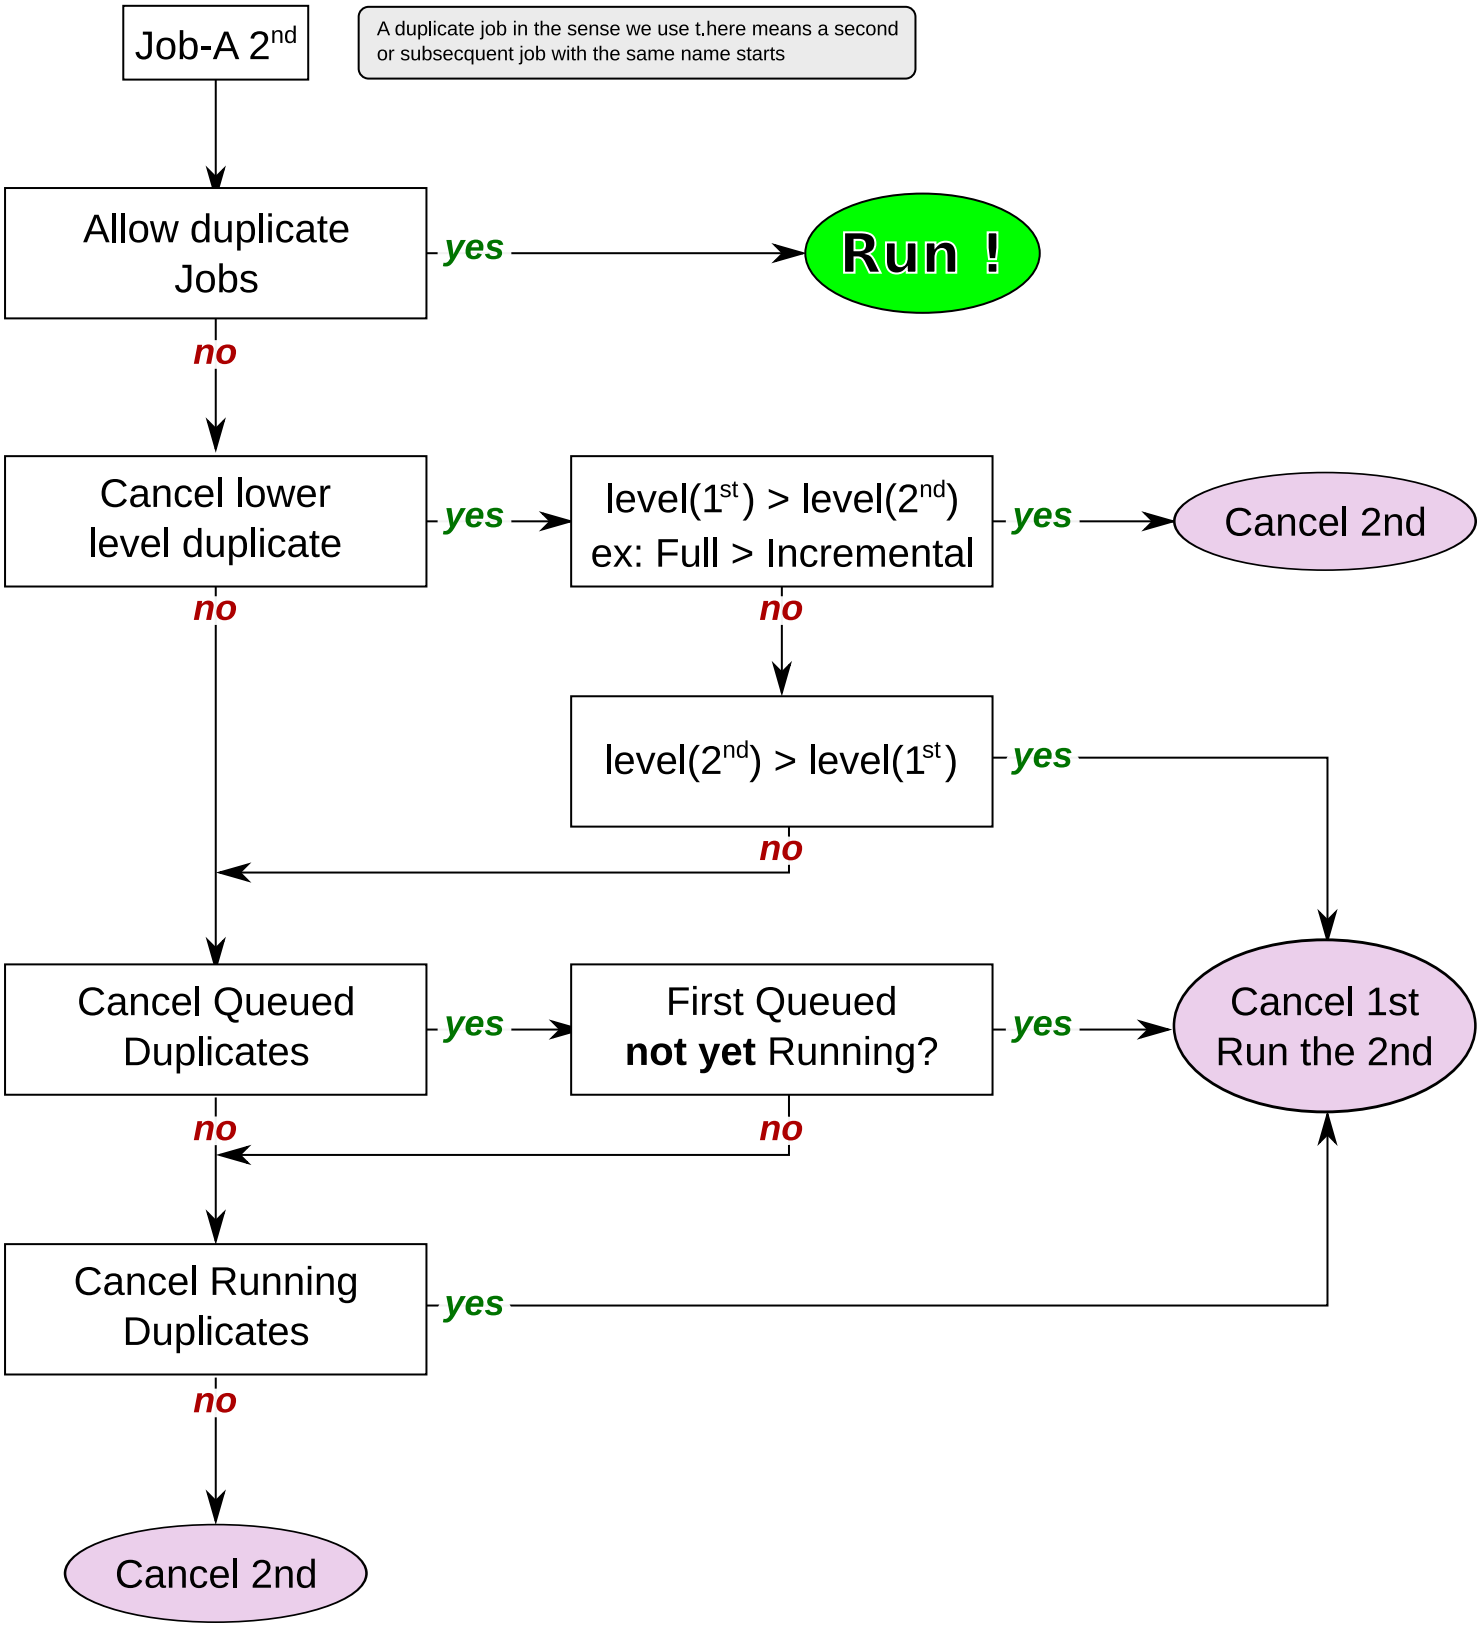 Job-A 2nd
A duplicate job in the sense we use t.here means a second
or subsecquent job with the same name starts
Allow duplicate
Jobs
yes
Run !
no
Cancel lower
level duplicate
yes
level(1st) > level(2nd)
ex: Full > Incremental
yes
Cancel 2nd
no
no
level(2nd) > level(1st)
yes
no
Cancel Queued
Duplicates
yes
First Queued
not yet Running?
yes
Cancel 1st
Run the 2nd
no
no
Cancel Running
Duplicates
yes
no
Cancel 2nd